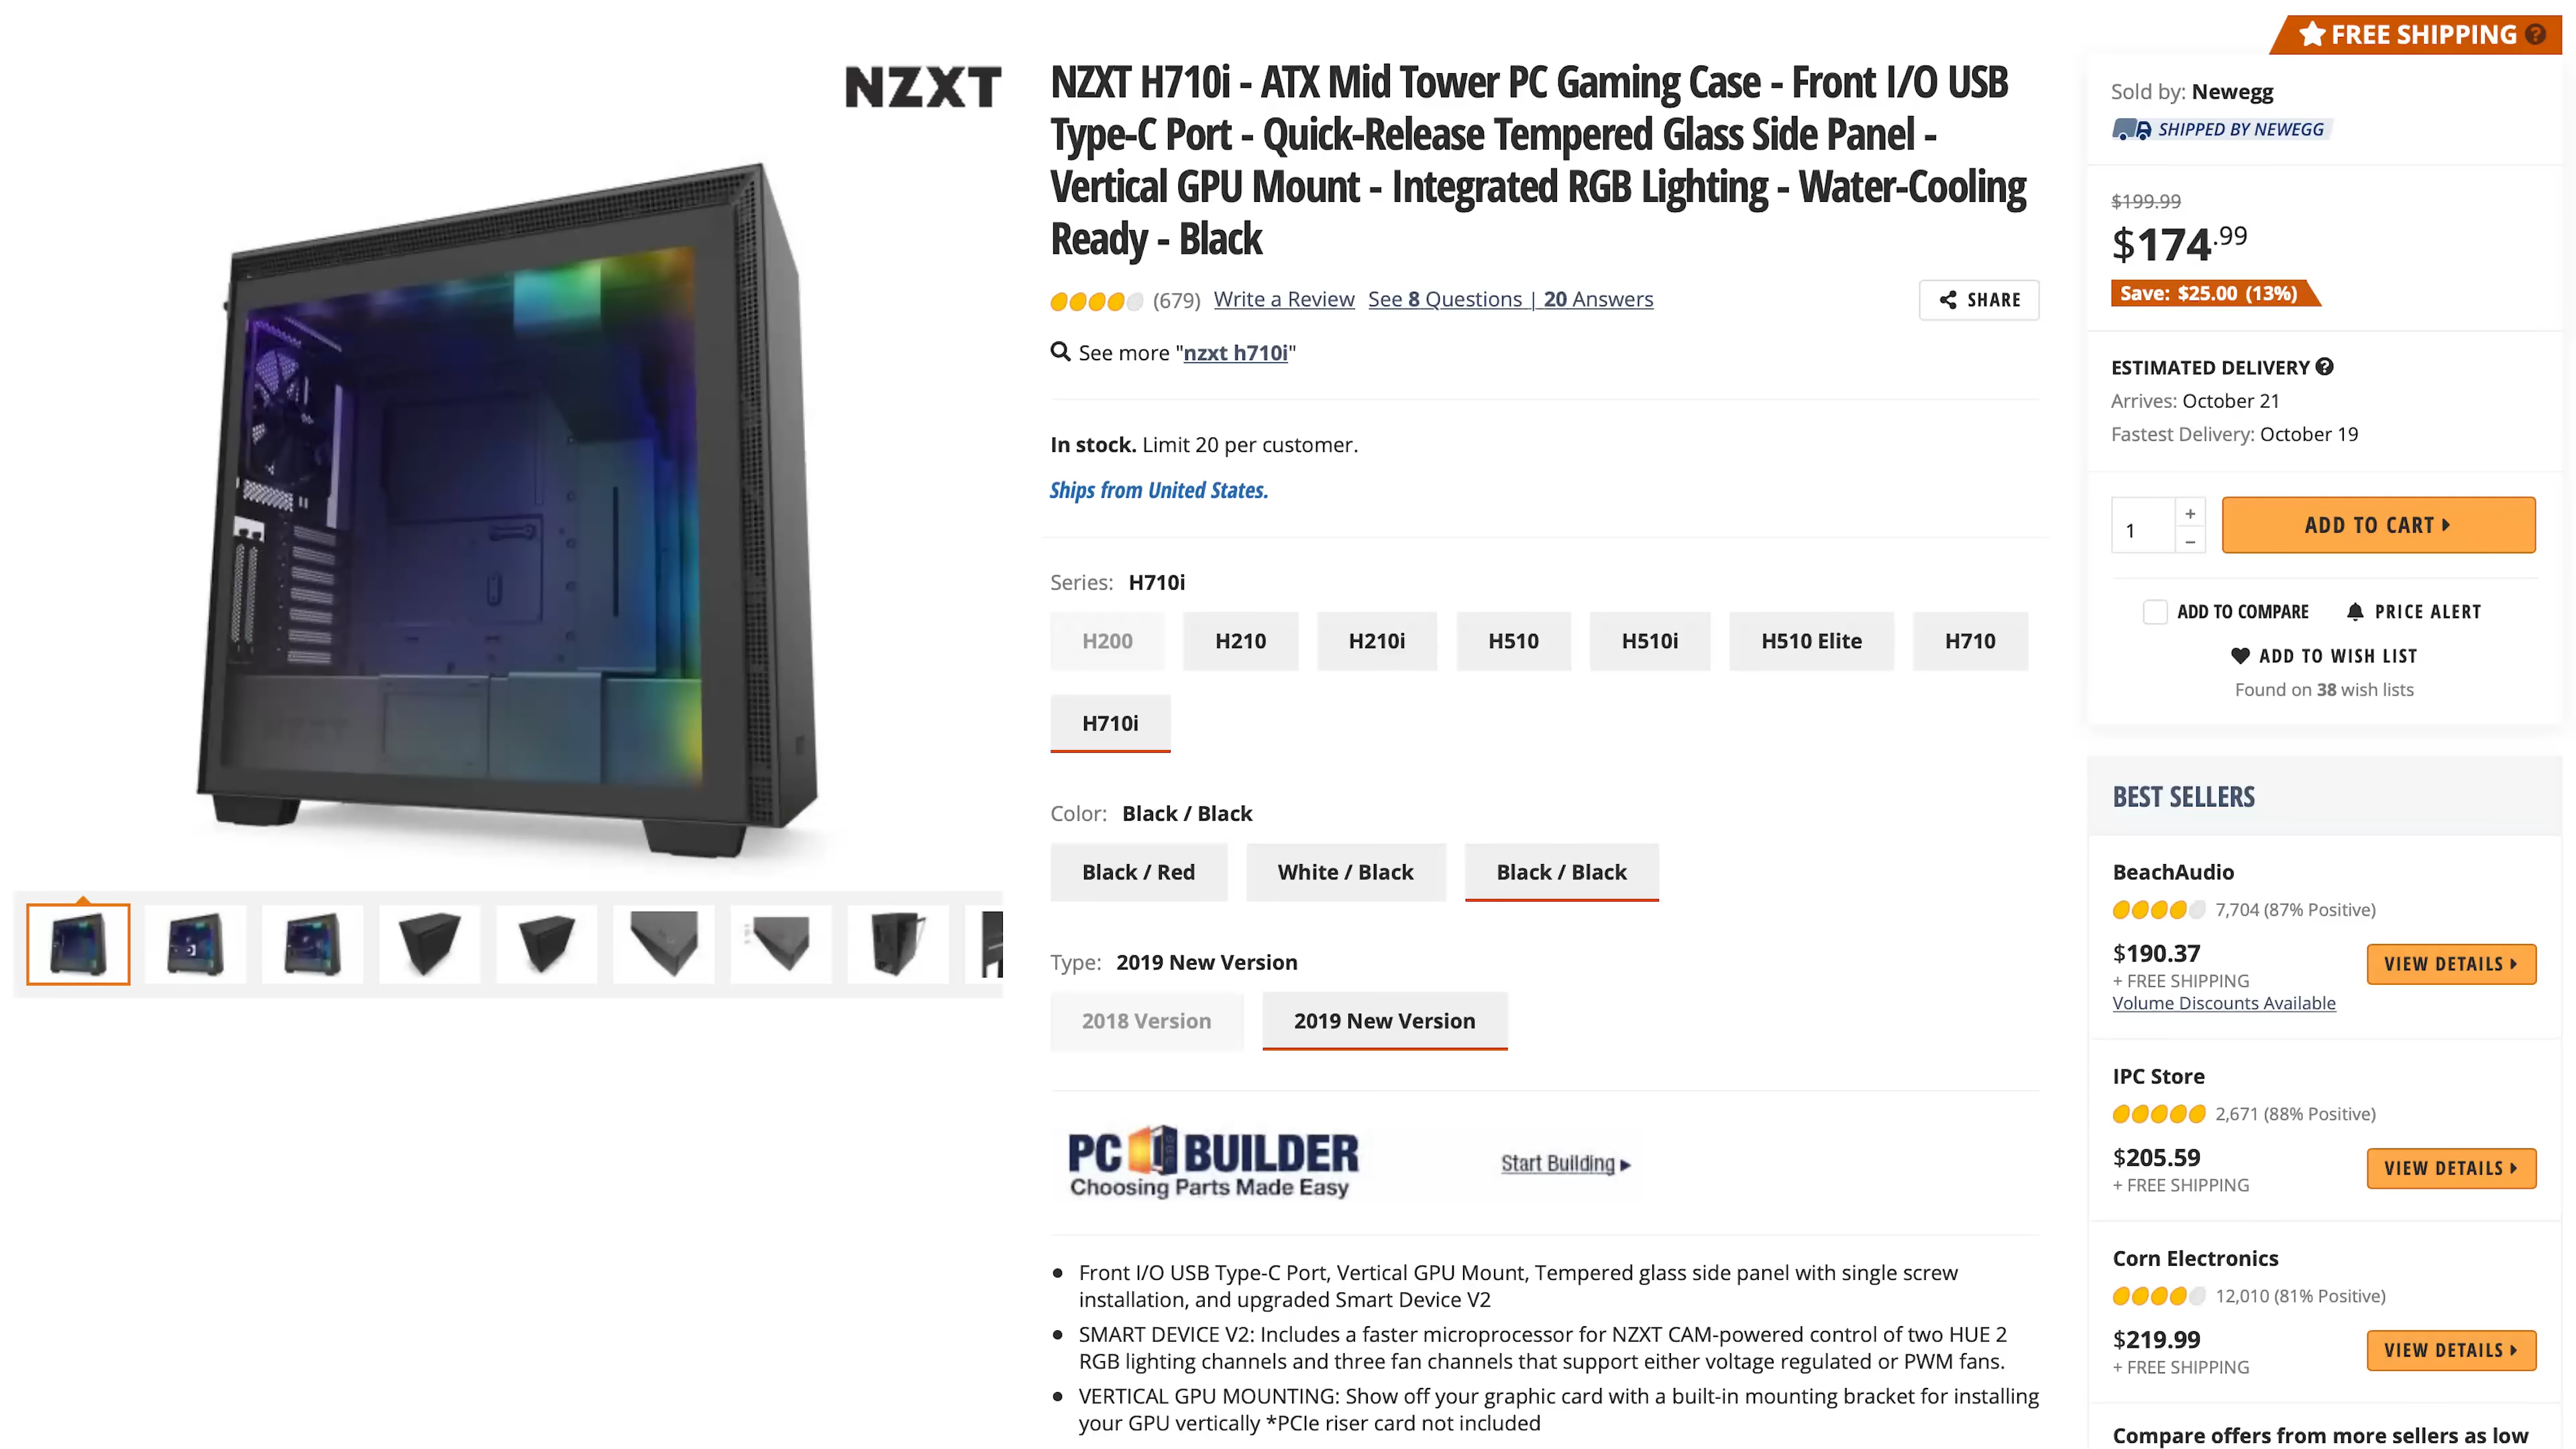 NZXT
NZXT H710i - ATX Mid Tower PC Gaming Case - Front I/O USB
Type-C Port - Quick-Release Tempered Glass Side Panel -
Vertical GPU Mount - Integrated RGB Lighting - Water-Cooling
Ready - Black
(679) Write a Review See 8 Questions | 20 Answers
SHARE
See more "nzxt h710i"
In stock. Limit 20 per customer.
Ships from United States.
Series: H710i
H200 H210 H210i H510 H510i H510 Elite H710
H710i
Color: Black / Black
Black / Red White / Black Black / Black
Type: 2019 New Version
2018 Version 2019 New Version
PC BUILDER
Choosing Parts Made Easy
Start Building
Front I/O USB Type-C Port, Vertical GPU Mount, Tempered glass side panel with single screw
installation, and upgraded Smart Device V2
SMART DEVICE V2: Includes a faster microprocessor for NZXT CAM-powered control of two HUE 2
RGB lighting channels and three fan channels that support either voltage regulated or PWM fans.
VERTICAL GPU MOUNTING: Show off your graphic card with a built-in mounting bracket for installing
your GPU vertically *PCIe riser card not included
FREE SHIPPING ?
Sold by: Newegg
SHIPPED BY NEWEGG
$199.99
$174.99
Save: $25.00 (13%)
ESTIMATED DELIVERY ?
Arrives: October 21
Fastest Delivery: October 19
1 + −
ADD TO CART
ADD TO COMPARE PRICE ALERT
ADD TO WISH LIST
Found on 38 wish lists
BEST SELLERS
BeachAudio
7,704 (87% Positive)
$190.37
+ FREE SHIPPING
Volume Discounts Available
VIEW DETAILS
IPC Store
2,671 (88% Positive)
$205.59
+ FREE SHIPPING
VIEW DETAILS
Corn Electronics
12,010 (81% Positive)
$219.99
+ FREE SHIPPING
VIEW DETAILS
Compare offers from more sellers as low